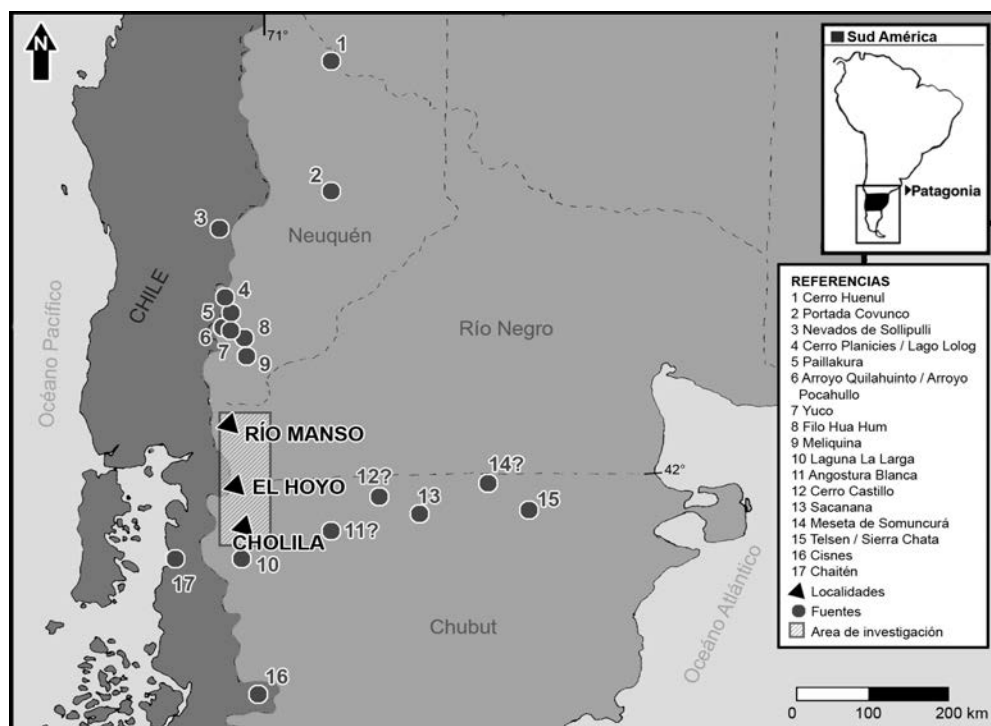 N
71°
1
2
3
Neuquén
4
5
6
7
8
9
Océano Pacífico
CHILE
Río Negro
RÍO MANSO
EL HOYO
CHOLILA
42°
12?
14?
13
15
11?
10
17
16
Chubut
Océano Atlántico
Sud América
Patagonia
REFERENCIAS
1 Cerro Huenul
2 Portada Covunco
3 Nevados de Sollipulli
4 Cerro Planicies / Lago Lolog
5 Paillakura
6 Arroyo Quilahuinto / Arroyo
Pocahullo
7 Yuco
8 Filo Hua Hum
9 Meliquina
10 Laguna La Larga
11 Angostura Blanca
12 Cerro Castillo
13 Sacanana
14 Meseta de Somuncurá
15 Telsen / Sierra Chata
16 Cisnes
17 Chaitén
Localidades
Fuentes
Area de investigación
0 100 200 km